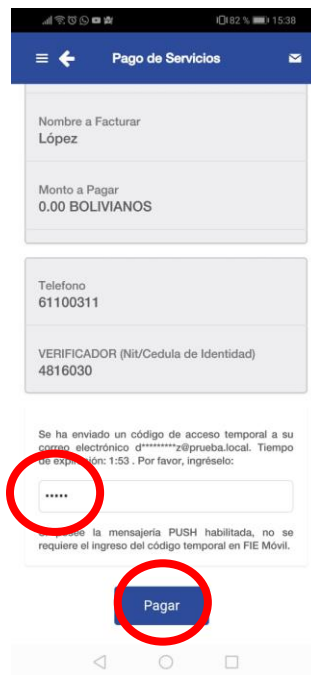 82 % 15:38
Pago de Servicios
Nombre a Facturar
López
Monto a Pagar
0.00 BOLIVIANOS
Telefono
61100311
VERIFICADOR (Nit/Cedula de Identidad)
4816030
Se ha enviado un código de acceso temporal a su
correo electrónico d*********z@prueba.local. Tiempo
de expiración: 1:53 . Por favor, ingréselo:
•••••
posee la mensajería PUSH habilitada, no se
requiere el ingreso del código temporal en FIE Móvil.
Pagar